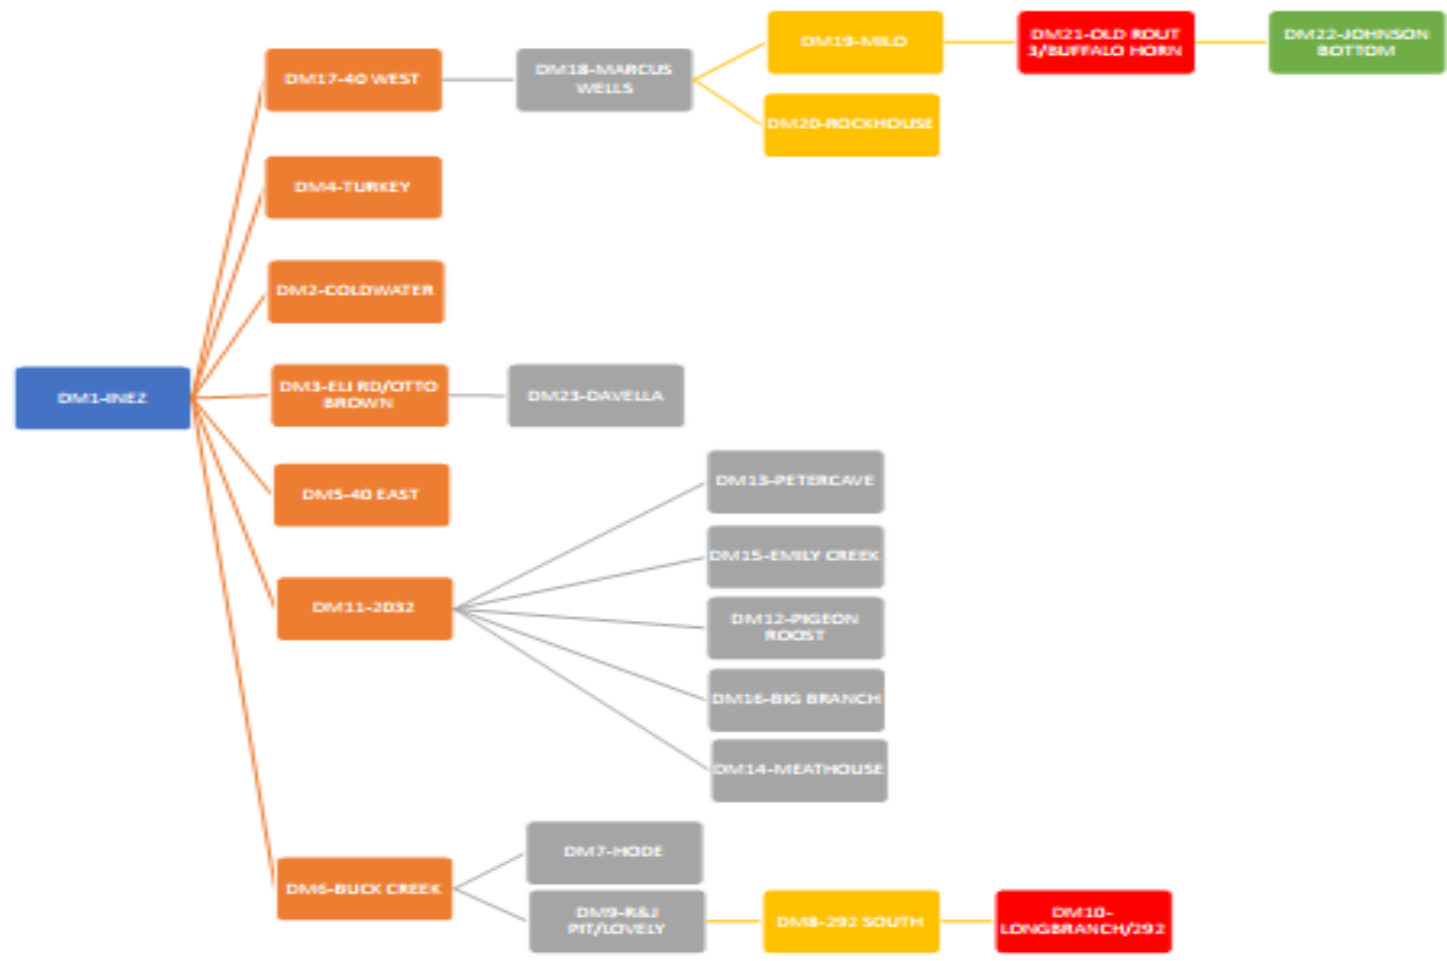 DM17-40 WEST
DM18-MARCUS
WELLS
DM19-MILO
DM21-OLD ROUT
3/BUFFALO HORN
DM22-JOHNSON
BOTTOM
DM20-ROCKHOUSE
DM4-TURKEY
DM2-COLDWATER
DM1-INEZ
DM3-ELI RD/OTTO
BROWN
DM23-DAVELLA
DM5-40 EAST
DM11-2032
DM13-PETERCAVE
DM15-EMILY CREEK
DM12-PIGEON
ROOST
DM16-BIG BRANCH
DM14-MEATHOUSE
DM6-BUCK CREEK
DM7-HODE
DM9-R&J
PIT/LOVELY
DM8-292 SOUTH
DM10-
LONGBRANCH/292